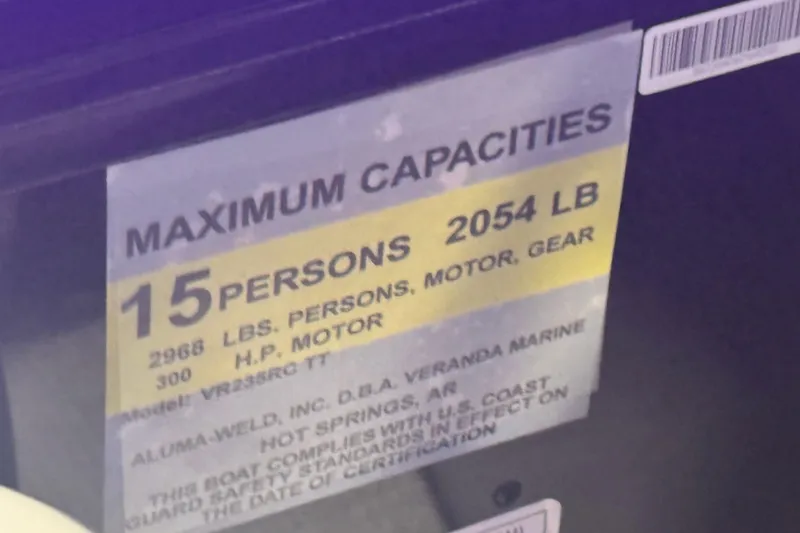 MAXIMUM CAPACITIES
15 PERSONS 2054 LB
2968 LBS. PERSONS, MOTOR, GEAR
300 H.P. MOTOR
Model: VR23SRC TT
ALUMA-WELD, INC. D.B.A. VERANDA MARINE
HOT SPRINGS, AR
THIS BOAT COMPLIES WITH U.S. COAST
GUARD SAFETY STANDARDS IN EFFECT ON
THE DATE OF CERTIFICATION